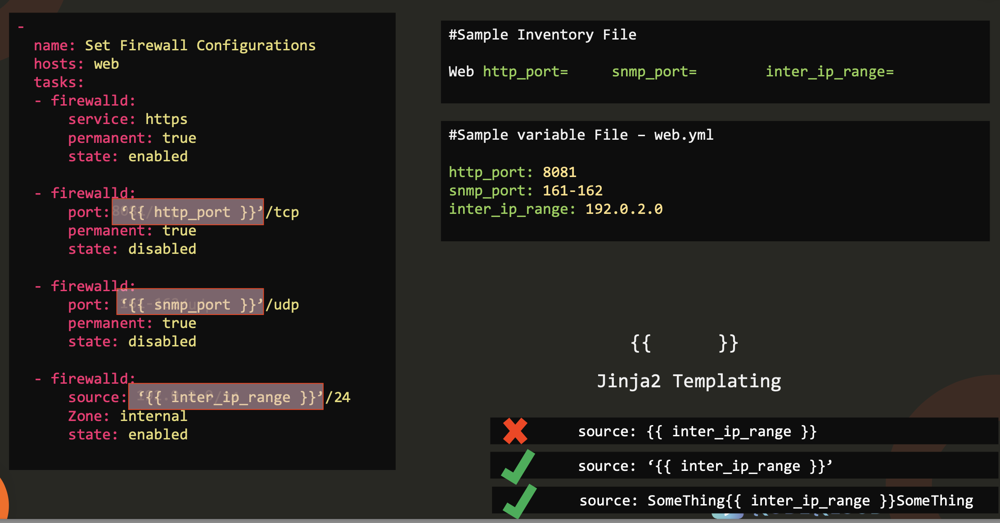 -
name: Set Firewall Configurations
hosts: web
tasks:
- firewalld:
service: https
permanent: true
state: enabled
- firewalld:
port: ‘{{ http_port }}’/tcp
permanent: true
state: disabled
- firewalld:
port: ‘{{ snmp_port }}’/udp
permanent: true
state: disabled
- firewalld:
source: ‘{{ inter_ip_range }}’/24
Zone: internal
state: enabled
#Sample Inventory File
Web http_port= snmp_port= inter_ip_range=
#Sample variable File – web.yml
http_port: 8081
snmp_port: 161-162
inter_ip_range: 192.0.2.0
{{ }}
Jinja2 Templating
source: {{ inter_ip_range }}
source: ‘{{ inter_ip_range }}’
source: SomeThing{{ inter_ip_range }}SomeThing